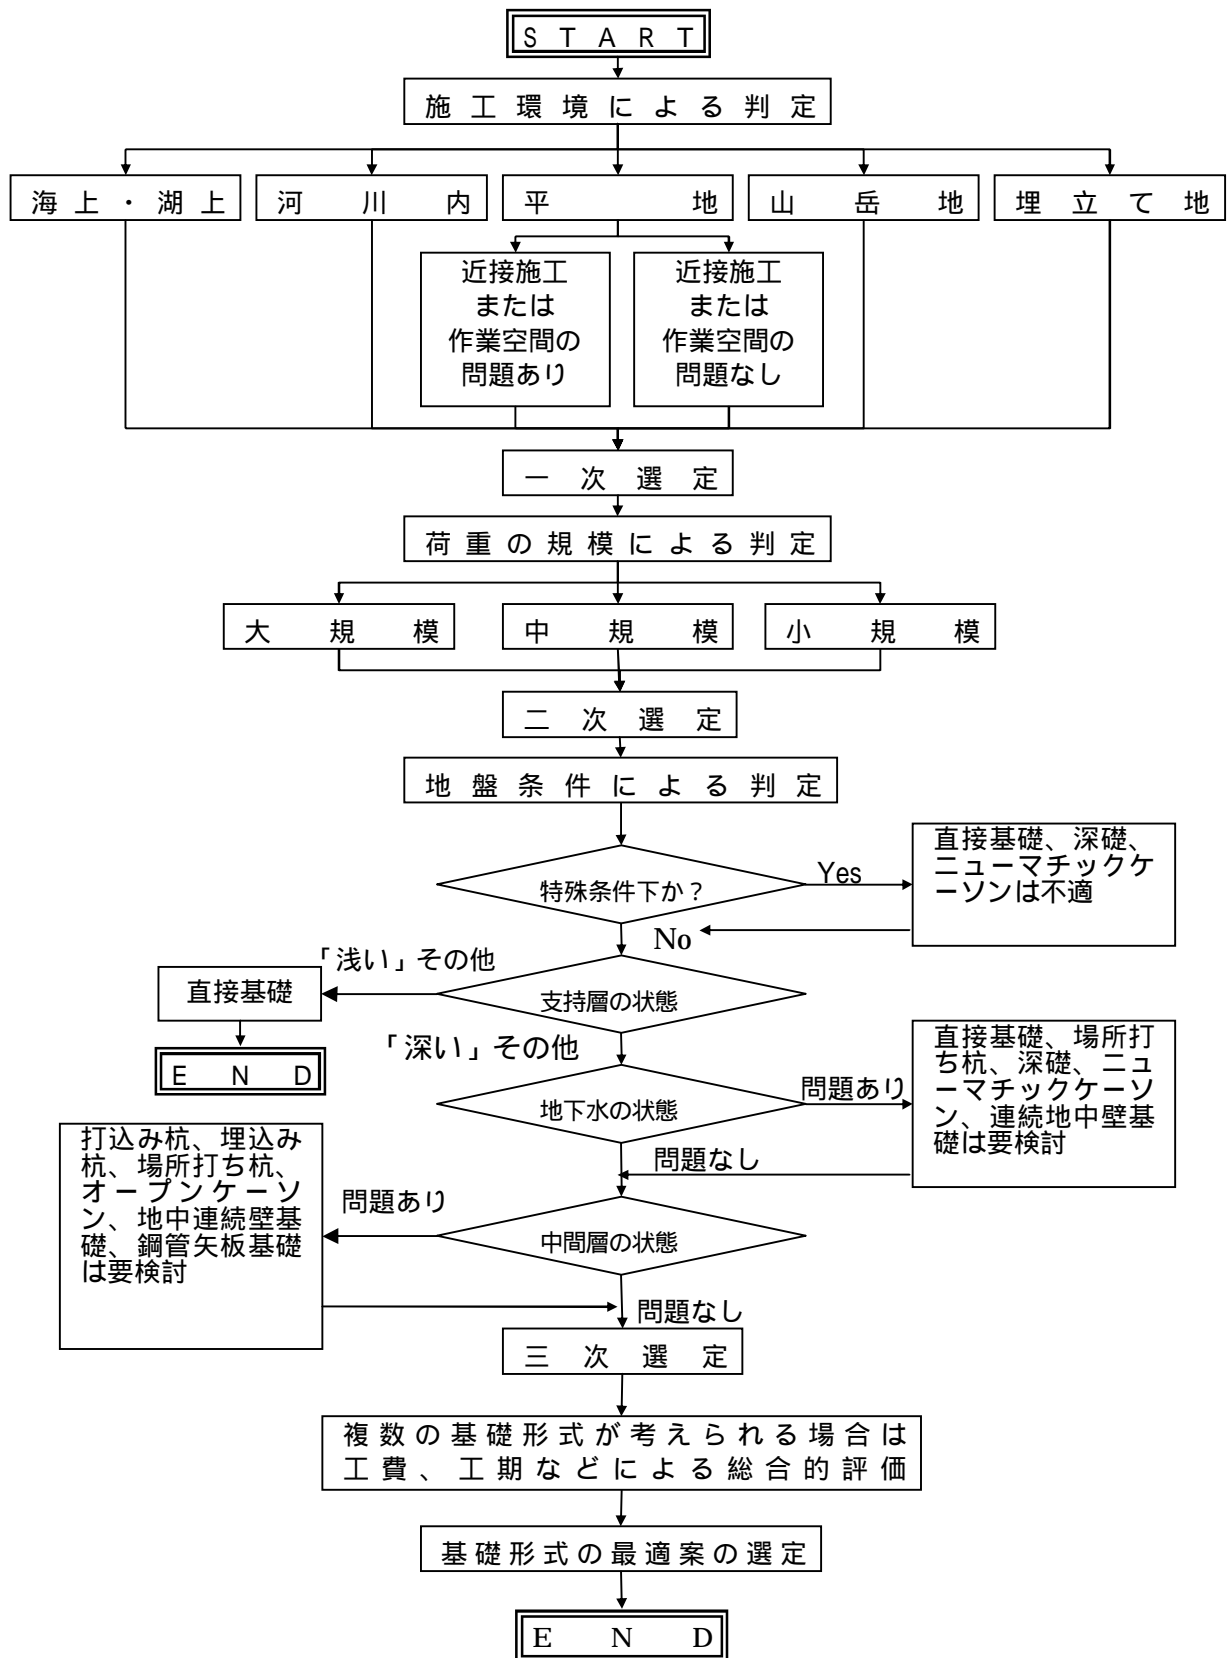 START
施工環境による判定
海上・湖上
河川内
平地
山岳地
埋立て地
近接施工
または
作業空間の
問題あり
近接施工
または
作業空間の
問題なし
一次選定
荷重の規模による判定
大規模
中規模
小規模
二次選定
地盤条件による判定
特殊条件下か？
Yes
直接基礎、深礎、
ニューマチックケ
ーソンは不適
No
「浅い」その他
直接基礎
END
支持層の状態
「深い」その他
地下水の状態
問題あり
直接基礎、場所打
ち杭、深礎、ニュ
ーマチックケーソ
ン、連続地中壁基
礎は要検討
問題なし
打込み杭、埋込み
杭、場所打ち杭、
オープンケーソ
ン、地中連続壁基
礎、鋼管矢板基礎
は要検討
問題あり
中間層の状態
問題なし
三次選定
複数の基礎形式が考えられる場合は
工費、工期などによる総合的評価
基礎形式の最適案の選定
END